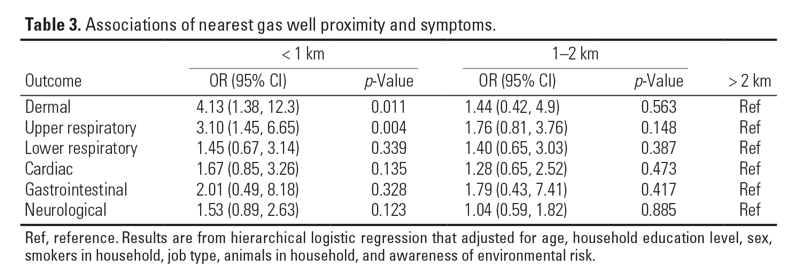 Table 3. Associations of nearest gas well proximity and symptoms.
< 1 km 1–2 km
Outcome OR (95% CI) p-Value OR (95% CI) p-Value > 2 km
Dermal 4.13 (1.38, 12.3) 0.011 1.44 (0.42, 4.9) 0.563 Ref
Upper respiratory 3.10 (1.45, 6.65) 0.004 1.76 (0.81, 3.76) 0.148 Ref
Lower respiratory 1.45 (0.67, 3.14) 0.339 1.40 (0.65, 3.03) 0.387 Ref
Cardiac 1.67 (0.85, 3.26) 0.135 1.28 (0.65, 2.52) 0.473 Ref
Gastrointestinal 2.01 (0.49, 8.18) 0.328 1.79 (0.43, 7.41) 0.417 Ref
Neurological 1.53 (0.89, 2.63) 0.123 1.04 (0.59, 1.82) 0.885 Ref
Ref, reference. Results are from hierarchical logistic regression that adjusted for age, household education level, sex,
smokers in household, job type, animals in household, and awareness of environmental risk.